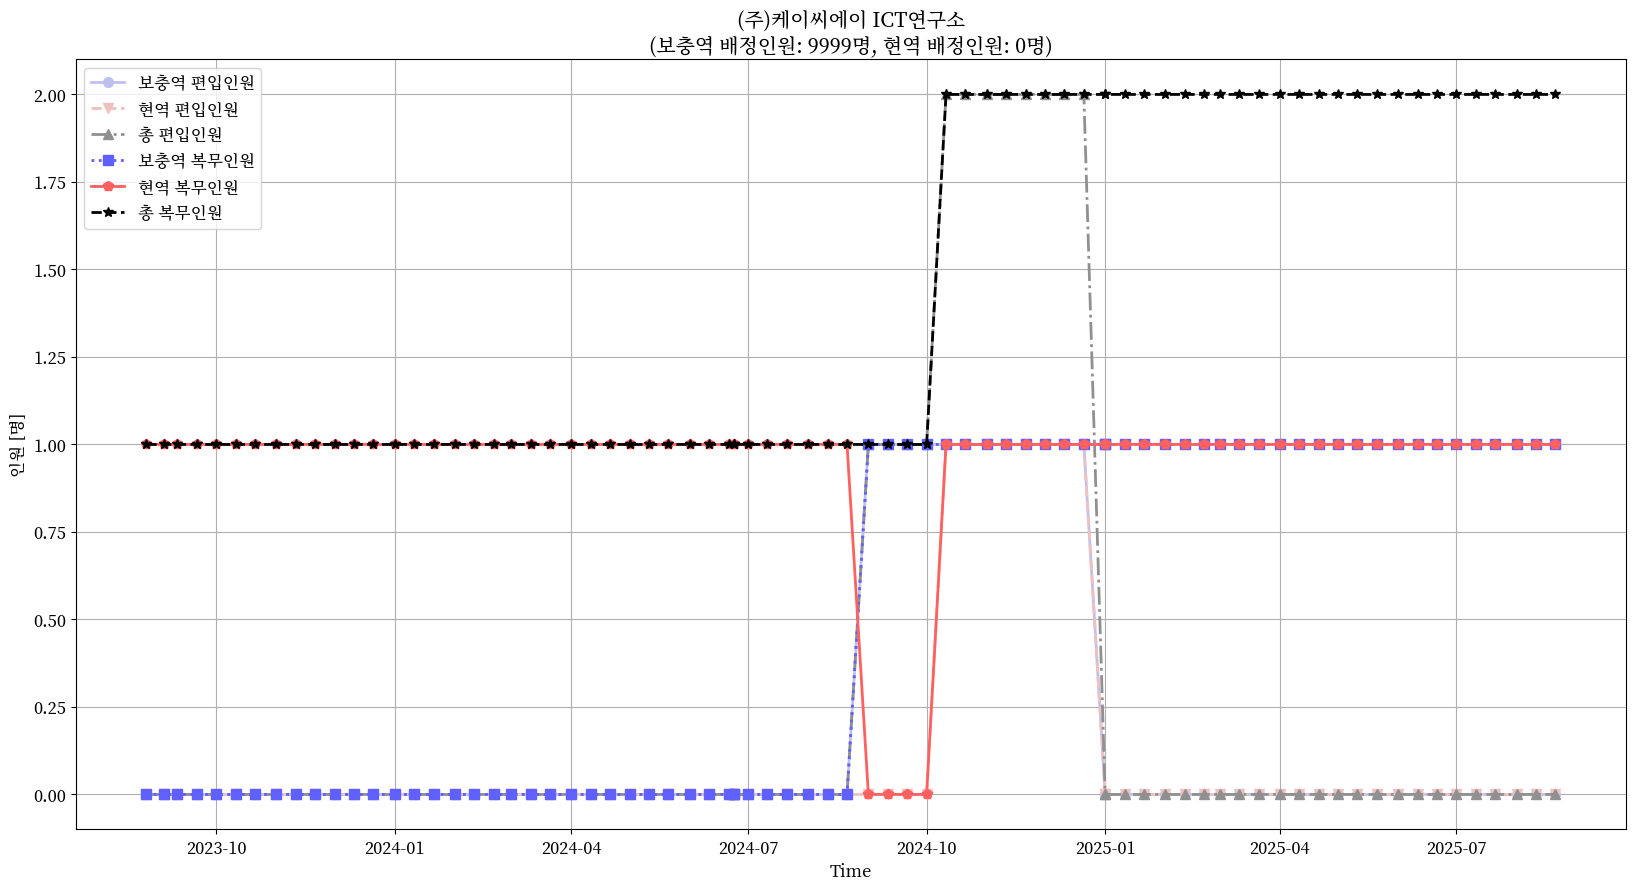 (주)케이씨에이 ICT연구소
(보충역 배정인원: 9999명, 현역 배정인원: 0명)
보충역 편입인원
현역 편입인원
총 편입인원
보충역 복무인원
현역 복무인원
총 복무인원
2.00
1.75
1.50
1.25
1.00
0.75
0.50
0.25
0.00
인원 [명]
2023-10
2024-01
2024-04
2024-07
2024-10
2025-01
2025-04
2025-07
Time